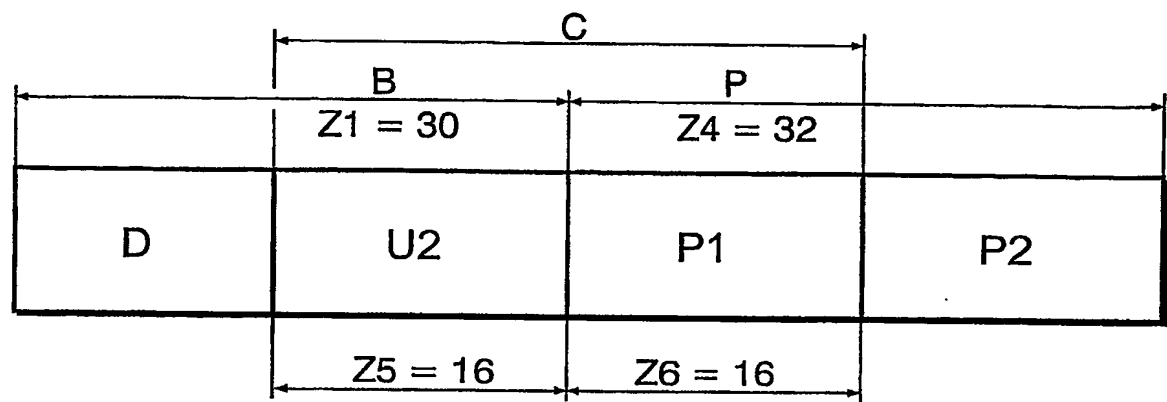 C
B P
Z1 = 30 Z4 = 32
D U2 P1 P2
Z5 = 16 Z6 = 16